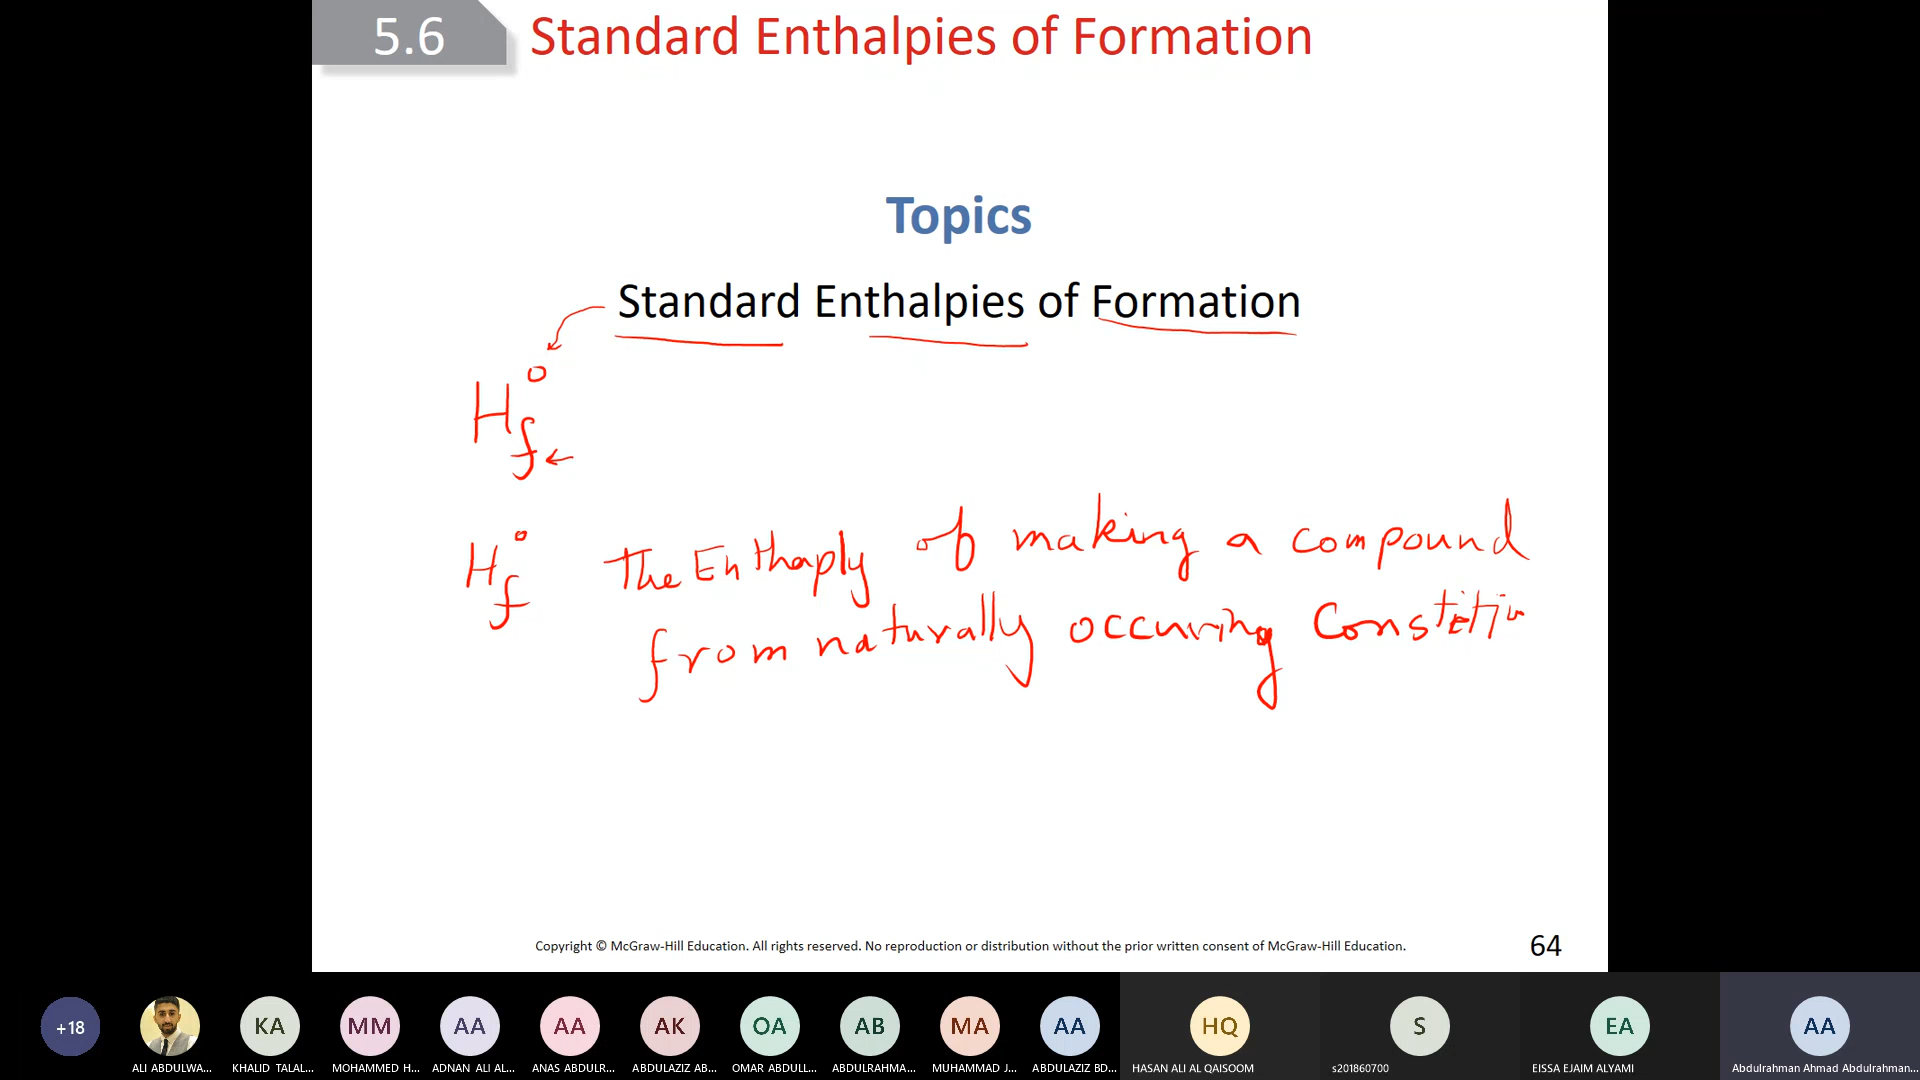 5.6 Standard Enthalpies of Formation
Topics
Standard Enthalpies of Formation
H°f
H°f The Enthaply of making a compound
from naturally occuring
Copyright © McGraw-Hill Education. All rights reserved. No reproduction or distribution without the prior written consent of McGraw-Hill Education. 64
+18 KA MM AA AA AK OA AB MA AA HQ S EA AA
ALI ABDULWA... KHALID TALAL... MOHAMMED H... ADNAN ALI AL... ANAS ABDULR... ABDULAZIZ AB... OMAR ABDULL... ABDULRAHMA... MUHAMMAD J... ABDULAZIZ BD... HASAN ALI AL QAISOOM s201860700 EISSA EJAIM ALYAMI Abdulrahman Ahmad Abdulrahman...